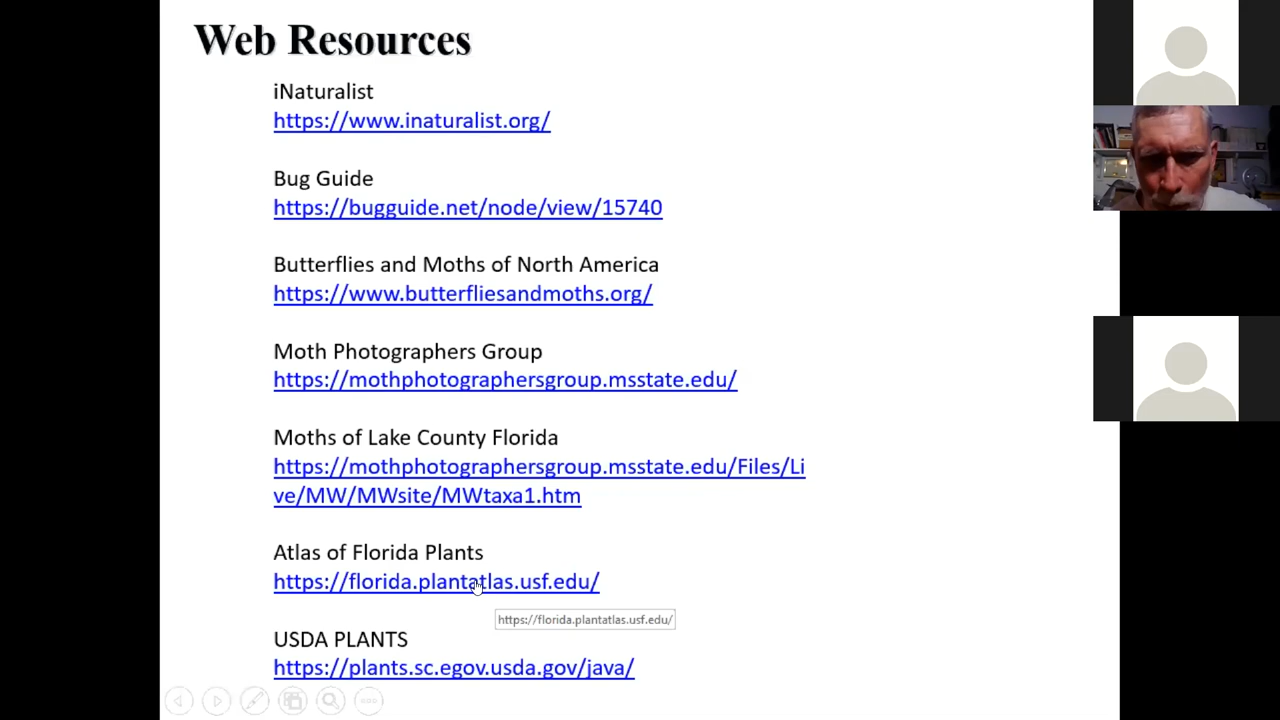 Web Resources
iNaturalist
https://www.inaturalist.org/
Bug Guide
https://bugguide.net/node/view/15740
Butterflies and Moths of North America
https://www.butterfliesandmoths.org/
Moth Photographers Group
https://mothphotographersgroup.msstate.edu/
Moths of Lake County Florida
https://mothphotographersgroup.msstate.edu/Files/Li
ve/MW/MWsite/MWtaxa1.htm
Atlas of Florida Plants
https://florida.plantatlas.usf.edu/
https://florida.plantatlas.usf.edu/
USDA PLANTS
https://plants.sc.egov.usda.gov/java/